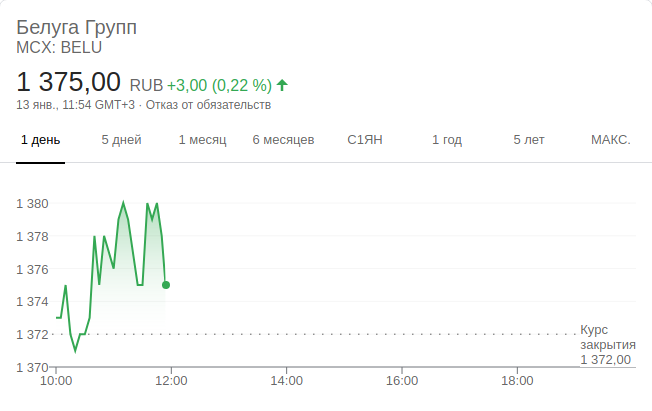 Белуга Групп
MCX: BELU
1 375,00 RUB +3,00 (0,22 %)
13 янв., 11:54 GMT+3 · Отказ от обязательств
1 день 5 дней 1 месяц 6 месяцев С1ЯН 1 год 5 лет МАКС.
1 380
1 378
1 376
1 374
1 372
1 370
Курс
закрытия
1 372,00
10:00 12:00 14:00 16:00 18:00